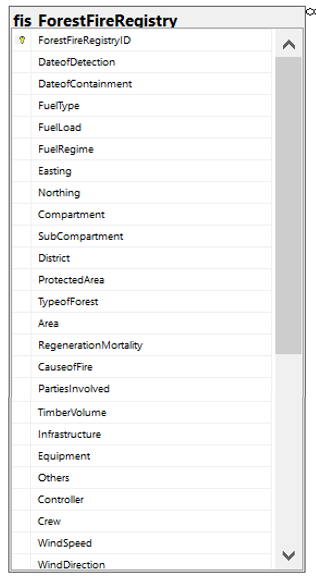 fis_ForestFireRegistry
ForestFireRegistryID
DateofDetection
DateofContainment
FuelType
FuelLoad
FuelRegime
Easting
Northing
Compartment
SubCompartment
District
ProtectedArea
TypeofForest
Area
RegenerationMortality
CauseofFire
PartiesInvolved
TimberVolume
Infrastructure
Equipment
Others
Controller
Crew
WindSpeed
WindDirection